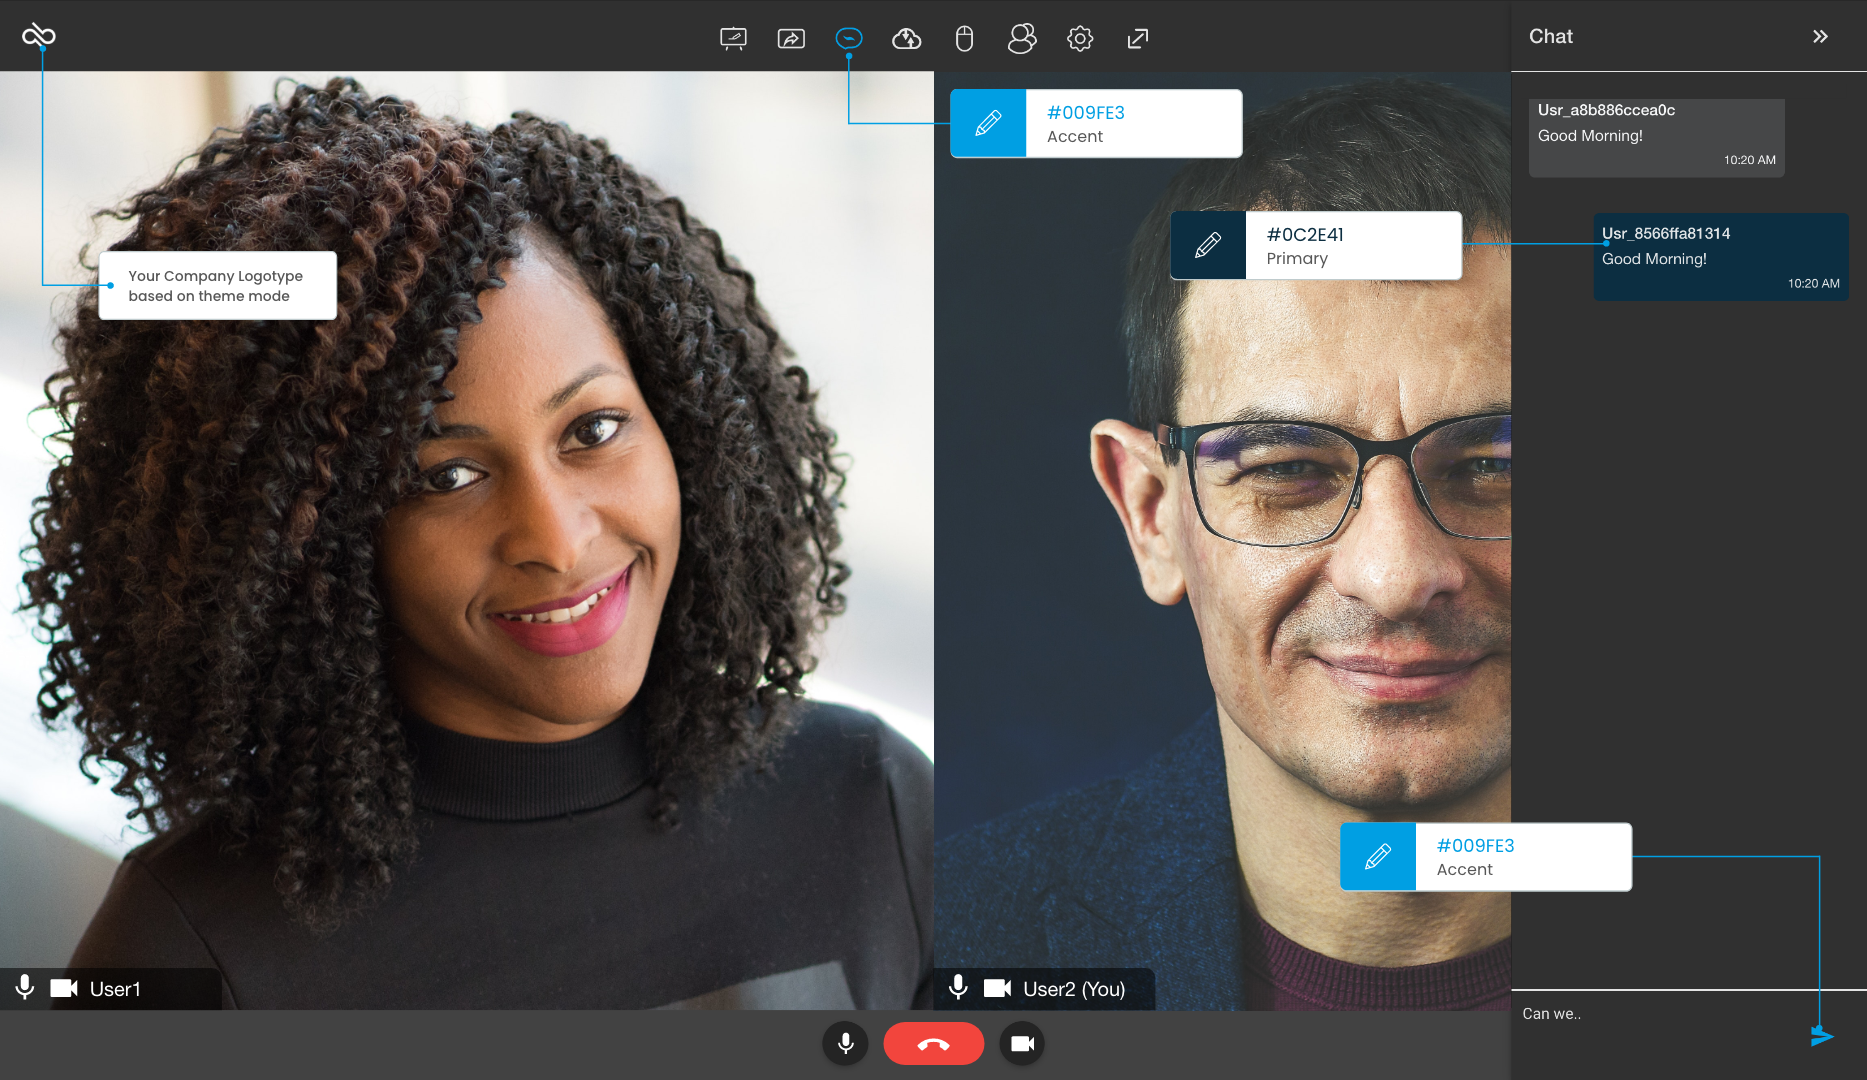 Chat
#009FE3
Accent
Usr_a8b886ccea0c
Good Morning!
10:20 AM
#0C2E41
Primary
Usr_8566ffa81314
Good Morning!
10:20 AM
Your Company Logotype
based on theme mode
#009FE3
Accent
User1
User2 (You)
Can we..